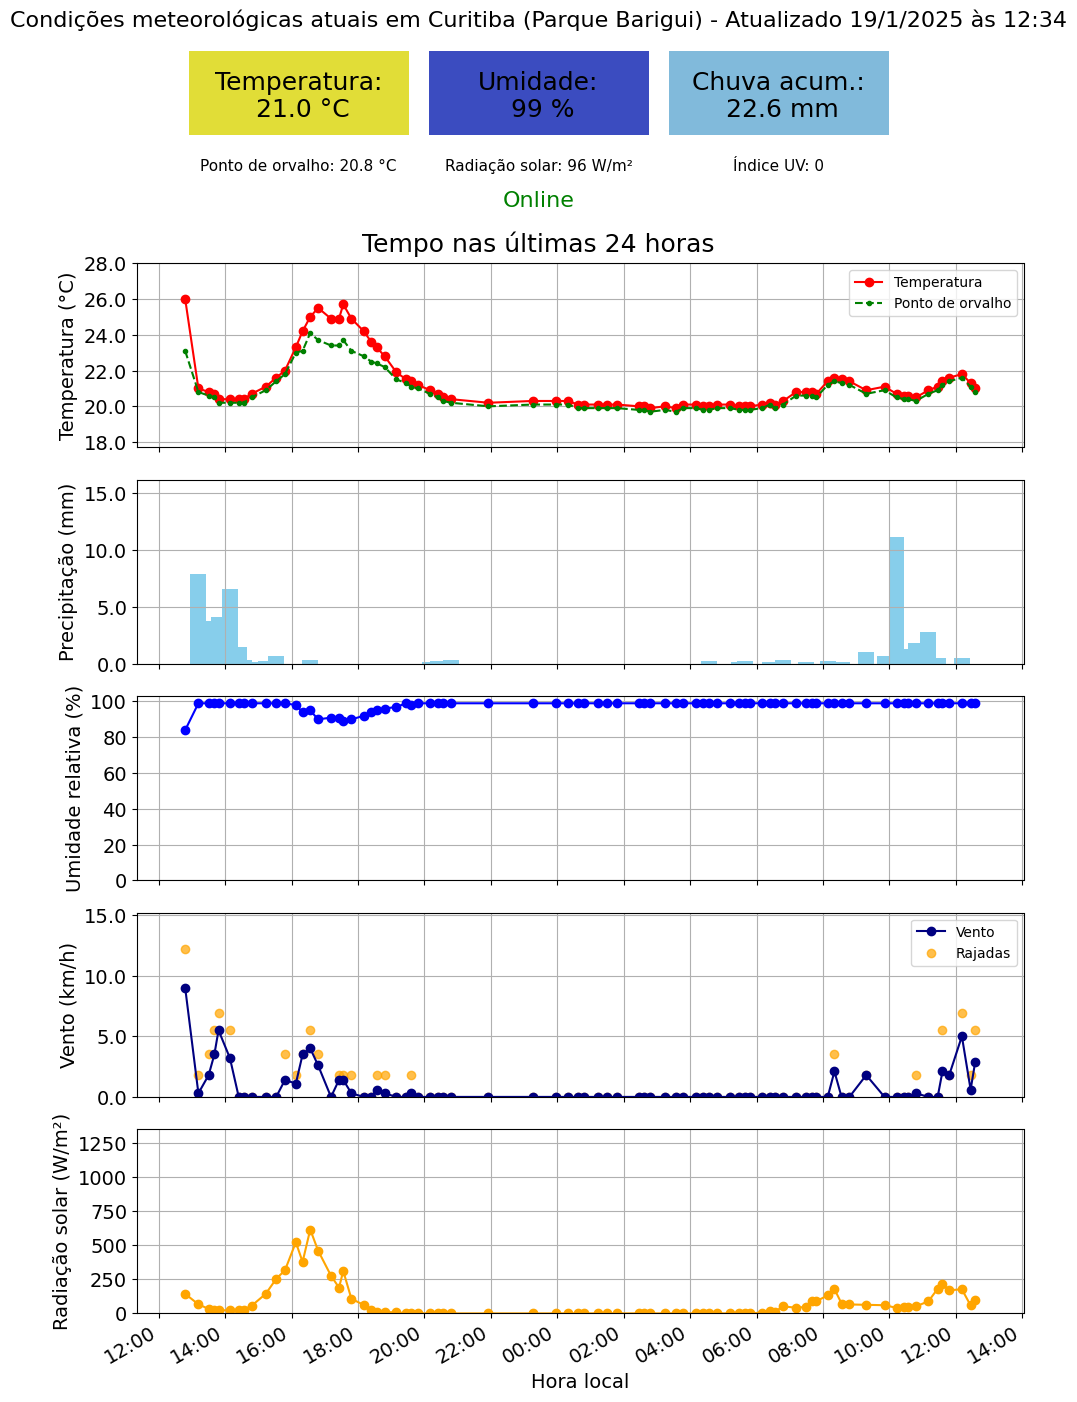 Condições meteorológicas atuais em Curitiba (Parque Barigui) - Atualizado 19/1/2025 às 12:34
Temperatura:
21.0 °C
Umidade:
99 %
Chuva acum.:
22.6 mm
Ponto de orvalho: 20.8 °C
Radiação solar: 96 W/m²
Índice UV: 0
Online
Tempo nas últimas 24 horas
Temperatura (°C)
28.0
26.0
24.0
22.0
20.0
18.0
Temperatura
Ponto de orvalho
Precipitação (mm)
15.0
10.0
5.0
0.0
Umidade relativa (%)
100
80
60
40
20
0
Vento (km/h)
15.0
10.0
5.0
0.0
Vento
Rajadas
Radiação solar (W/m²)
1250
1000
750
500
250
0
12:00 14:00 16:00 18:00 20:00 22:00 00:00 02:00 04:00 06:00 08:00 10:00 12:00 14:00
Hora local